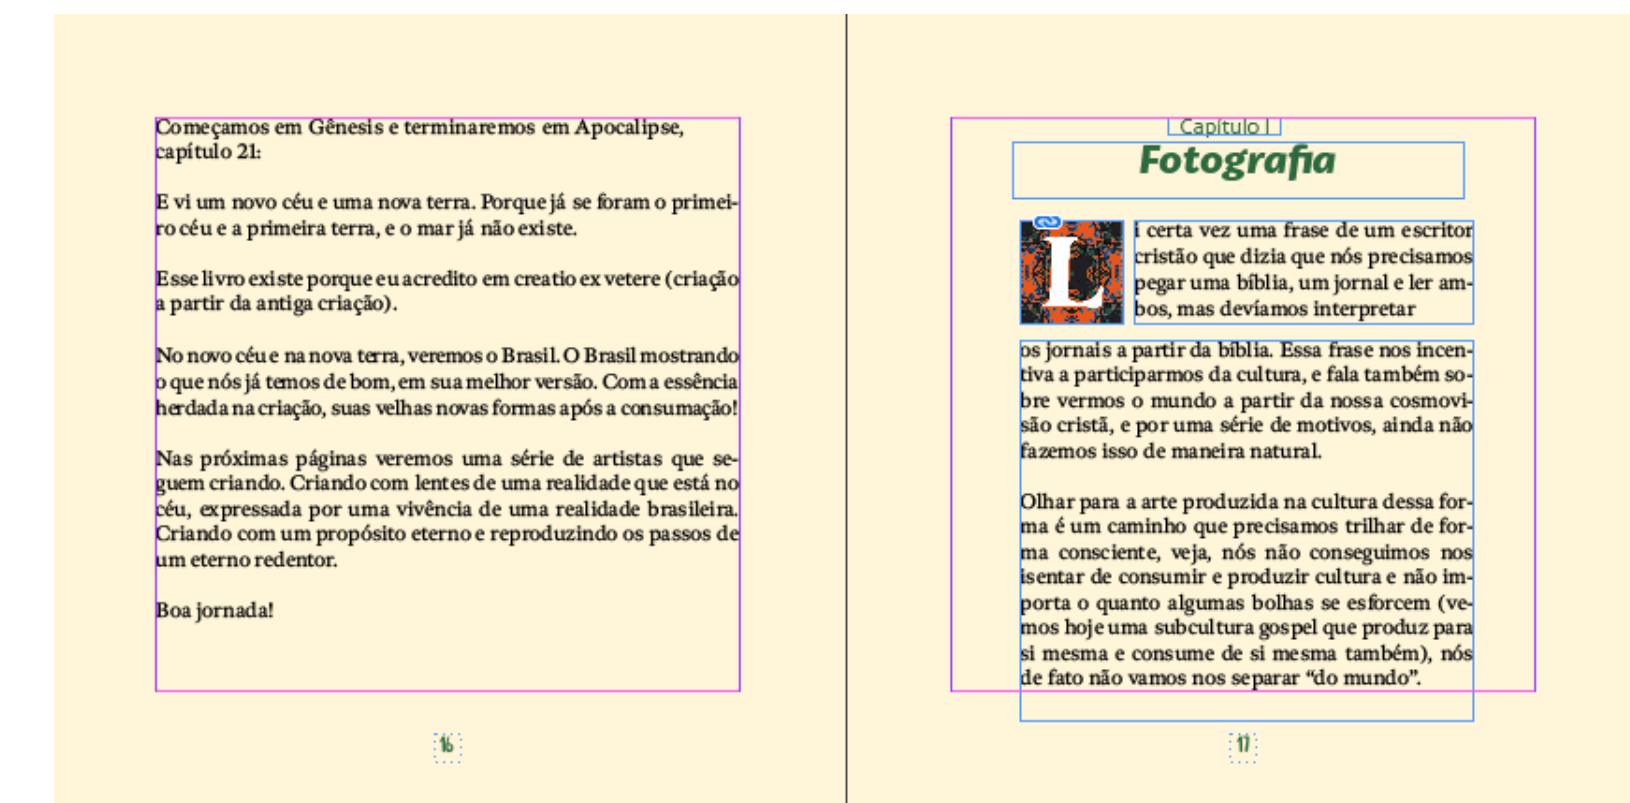 Começamos em Gênesis e terminaremos em Apocalipse,
capítulo 21:
E vi um novo céu e uma nova terra. Porque já se foram o primei-
ro céu e a primeira terra, e o mar já não existe.
Esse livro existe porque eu acredito em creatio ex vetere (criação
a partir da antiga criação).
No novo céu e na nova terra, veremos o Brasil. O Brasil mostrando
o que nós já temos de bom, em sua melhor versão. Com a essência
herdada na criação, suas velhas novas formas após a consumação!
Nas próximas páginas veremos uma série de artistas que se-
guem criando. Criando com lentes de uma realidade que está no
céu, expressada por uma vivência de uma realidade brasileira.
Criando com um propósito eterno e reproduzindo os passos de
um eterno redentor.
Boa jornada!
16
Capítulo I
Fotografia
L
i certa vez uma frase de um escritor
cristão que dizia que nós precisamos
pegar uma bíblia, um jornal e ler am-
bos, mas devíamos interpretar
os jornais a partir da bíblia. Essa frase nos incen-
tiva a participarmos da cultura, e fala também so-
bre vermos o mundo a partir da nossa cosmovi-
são cristã, e por uma série de motivos, ainda não
fazemos isso de maneira natural.
Olhar para a arte produzida na cultura dessa for-
ma é um caminho que precisamos trilhar de for-
ma consciente, veja, nós não conseguimos nos
isentar de consumir e produzir cultura e não im-
porta o quanto algumas bolhas se esforcem (ve-
mos hoje uma subcultura gospel que produz para
si mesma e consume de si mesma também), nós
de fato não vamos nos separar “do mundo”.
17